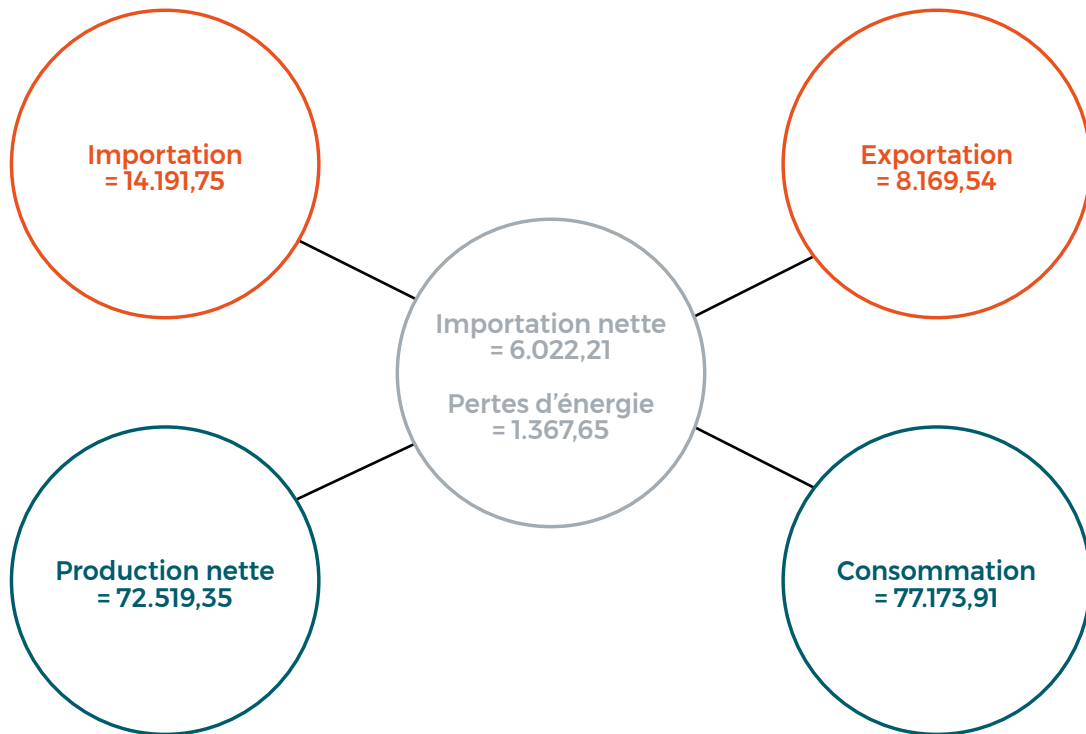 Importation
= 14.191,75
Exportation
= 8.169,54
Importation nette
= 6.022,21
Pertes d’énergie
= 1.367,65
Production nette
= 72.519,35
Consommation
= 77.173,91